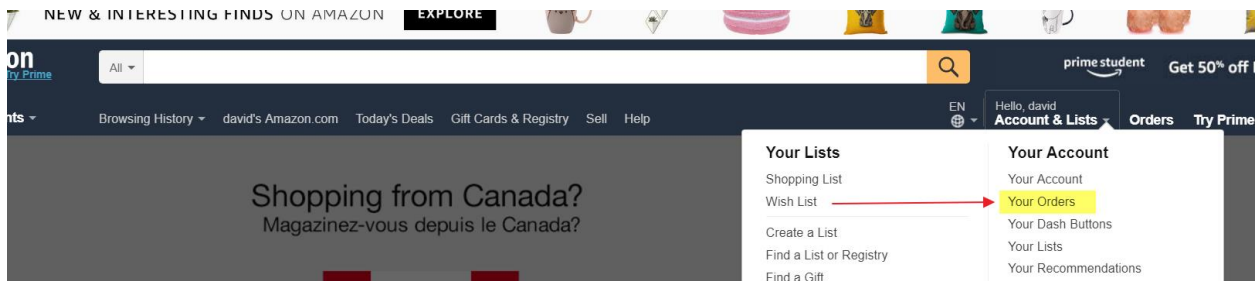 NEW & INTERESTING FINDS ON AMAZON EXPLORE
on
Try Prime
All
prime student
Get 50% off
nts
Browsing History
david's Amazon.com
Today's Deals
Gift Cards & Registry
Sell
Help
EN
Hello, david
Account & Lists
Orders
Try Prime
Shopping from Canada?
Magazinez-vous depuis le Canada?
Your Lists
Shopping List
Wish List
Create a List
Find a List or Registry
Find a Gift
Your Account
Your Account
Your Orders
Your Dash Buttons
Your Lists
Your Recommendations